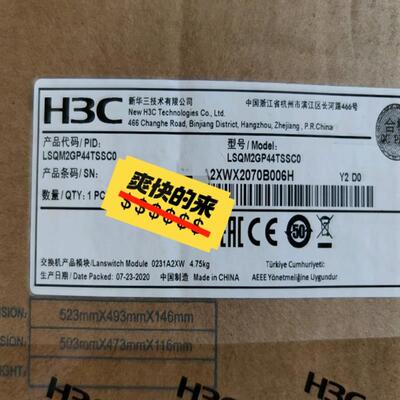 H3C
新华三技术有限公司
New H3C Technologies Co., Ltd.
中国浙江省杭州市滨江区长河路466号
466 Changhe Road, Binjiang District, Hangzhou, Zhejiang, P.R.China
产品代码/PID:
LSQM2GP44TSSC0
型号/Model:
LSQM2GP44TSSC0
产品条码/SN:
2XWX2070B006H
Y2 D0
数量/QTY: 1 PC
爽快的来
$$$$$$
EAC
CE
50
交换机产品模块/Lanswitch Module 0231A2XW 4.75kg
生产日期/Date Packed 07-23-2020 中国制造 Made in CHINA
Türkiye Cumhuriyeti:
AEEE Yönetmeliğine Uygundur
523mmX493mmX146mm
503mmX473mmX116mm
H3C